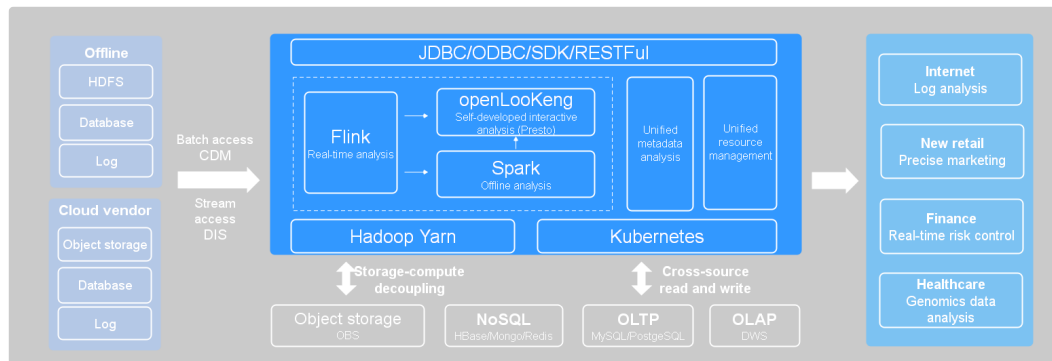 Offline
HDFS
Database
Log
Cloud vendor
Object storage
Database
Log
Batch access
CDM
Stream
access
DIS
JDBC/ODBC/SDK/RESTFul
Flink
Real-time analysis
openLooKeng
Self-developed interactive
analysis (Presto)
Spark
Offline analysis
Unified
metadata
analysis
Unified
resource
management
Hadoop Yarn
Kubernetes
Storage-compute
decoupling
Cross-source
read and write
Object storage
OBS
NoSQL
HBase/Mongo/Redis
OLTP
MySQL/PostgeSQL
OLAP
DWS
Internet
Log analysis
New retail
Precise marketing
Finance
Real-time risk control
Healthcare
Genomics data
analysis